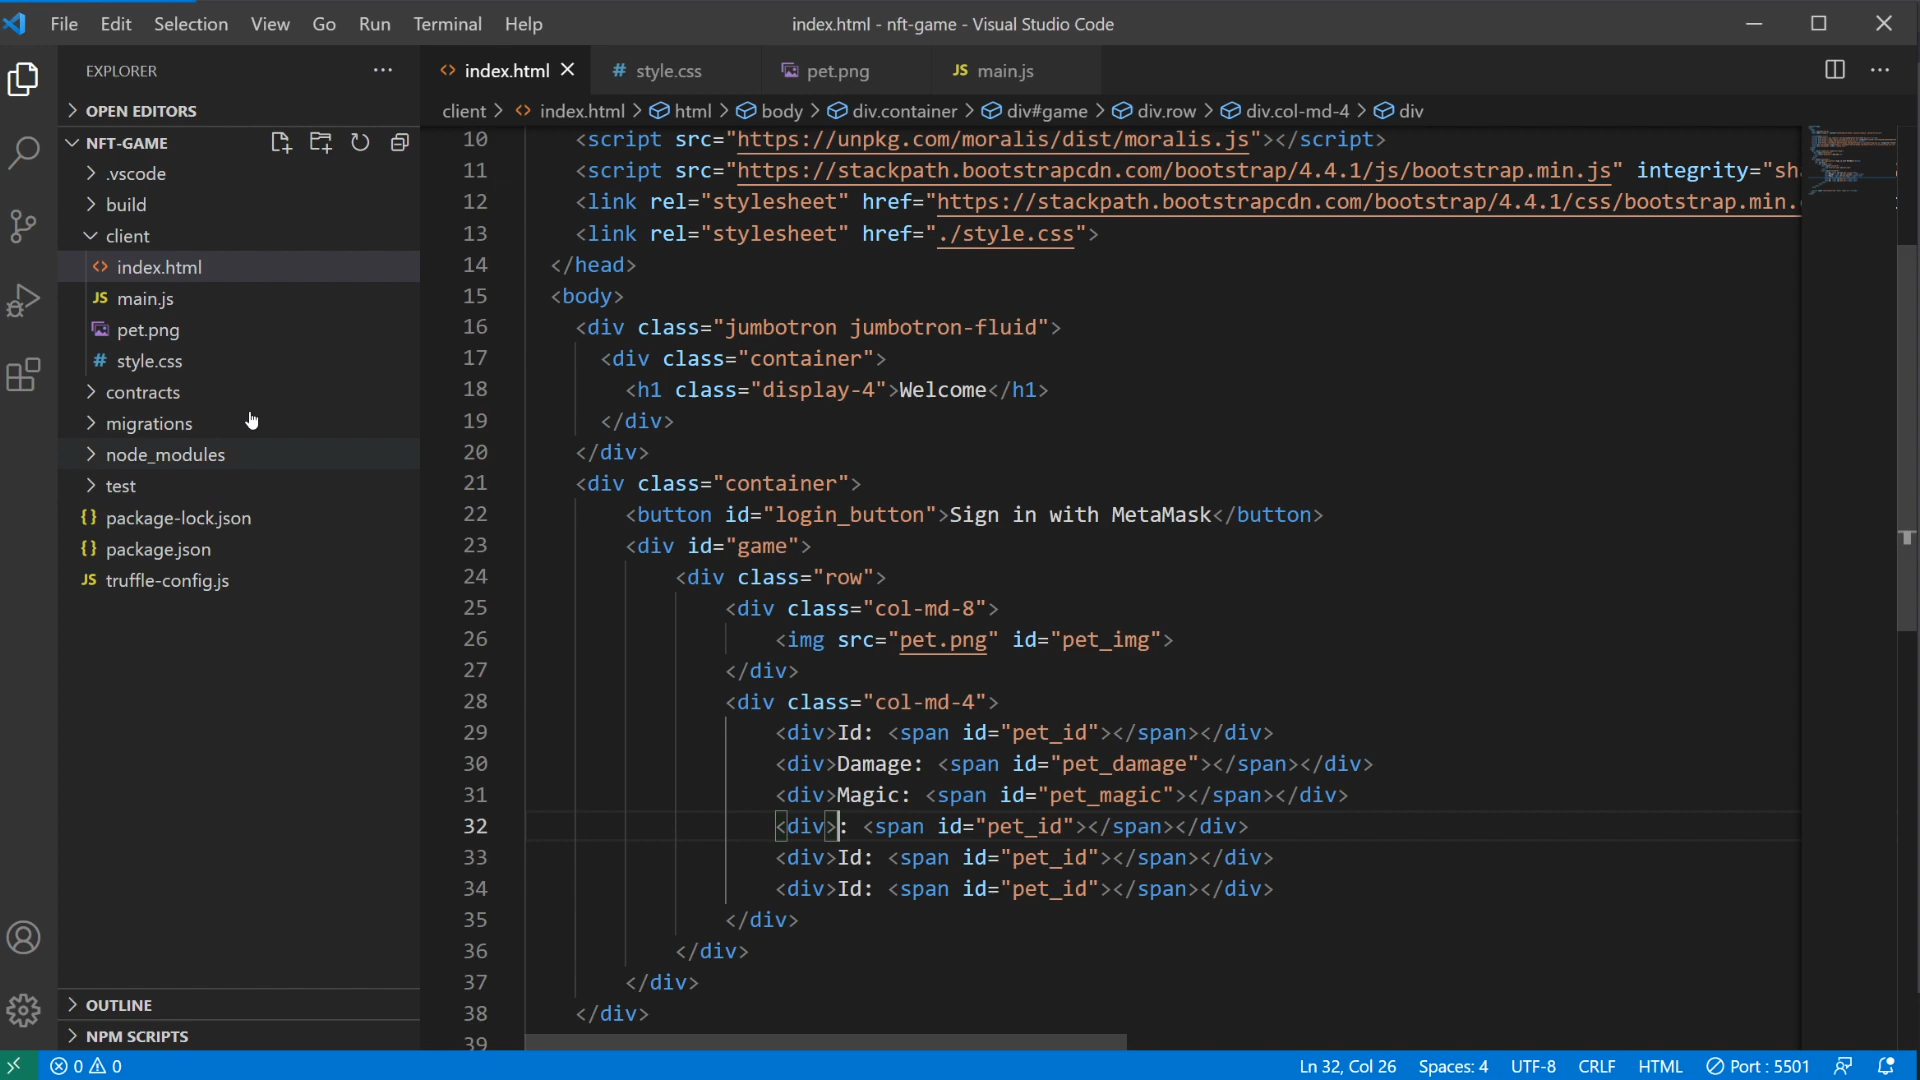 File Edit Selection View Go Run Terminal Help
index.html - nft-game - Visual Studio Code
EXPLORER
OPEN EDITORS
NFT-GAME
.vscode
build
client
index.html
main.js
pet.png
style.css
contracts
migrations
node_modules
test
package-lock.json
package.json
truffle-config.js
OUTLINE
NPM SCRIPTS
index.html
style.css
pet.png
main.js
client > index.html > html > body > div.container > div#game > div.row > div.col-md-4 > div
10 <script src="https://unpkg.com/moralis/dist/moralis.js"></script>
11 <script src="https://stackpath.bootstrapcdn.com/bootstrap/4.4.1/js/bootstrap.min.js" integrity="sh
12 <link rel="stylesheet" href="https://stackpath.bootstrapcdn.com/bootstrap/4.4.1/css/bootstrap.min.
13 <link rel="stylesheet" href="./style.css">
14 </head>
15 <body>
16 <div class="jumbotron jumbotron-fluid">
17 <div class="container">
18 <h1 class="display-4">Welcome</h1>
19 </div>
20 </div>
21 <div class="container">
22 <button id="login_button">Sign in with MetaMask</button>
23 <div id="game">
24 <div class="row">
25 <div class="col-md-8">
26 <img src="pet.png" id="pet_img">
27 </div>
28 <div class="col-md-4">
29 <div>Id: <span id="pet_id"></span></div>
30 <div>Damage: <span id="pet_damage"></span></div>
31 <div>Magic: <span id="pet_magic"></span></div>
32 <div>: <span id="pet_id"></span></div>
33 <div>Id: <span id="pet_id"></span></div>
34 <div>Id: <span id="pet_id"></span></div>
35 </div>
36 </div>
37 </div>
38 </div>
39
0 0
Ln 32, Col 26 Spaces: 4 UTF-8 CRLF HTML Port : 5501